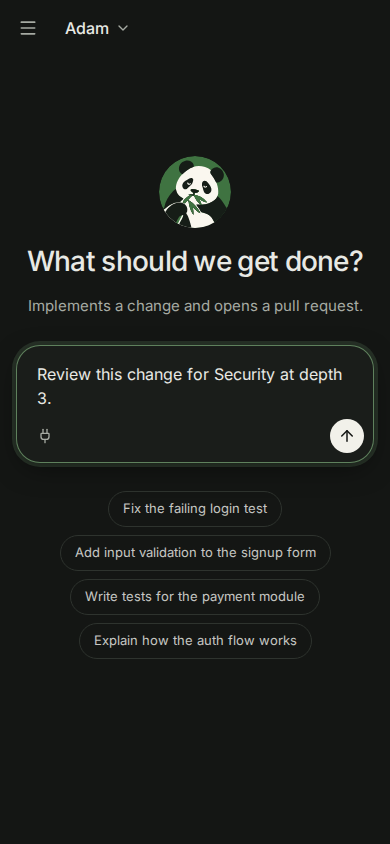 Adam
What should we get done?
Implements a change and opens a pull request.
Review this change for Security at depth
3.
Fix the failing login test
Add input validation to the signup form
Write tests for the payment module
Explain how the auth flow works